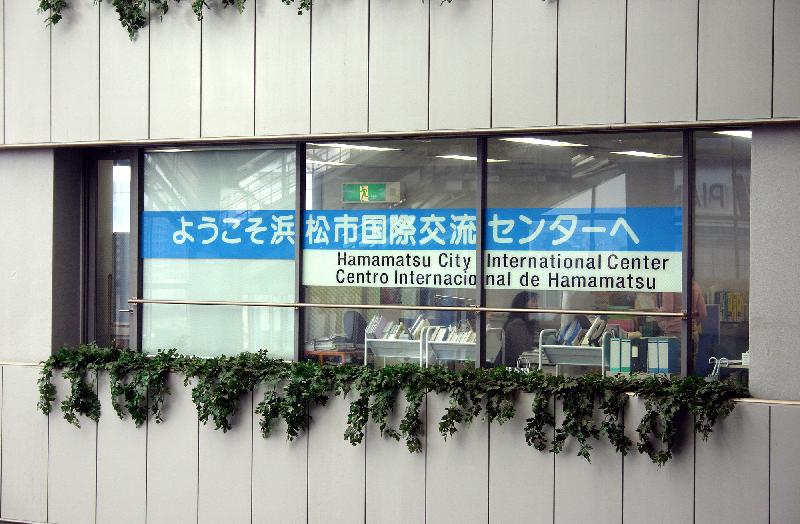 ようこそ浜松市国際交流センターへ
Hamamatsu City International Center
Centro Internacional de Hamamatsu